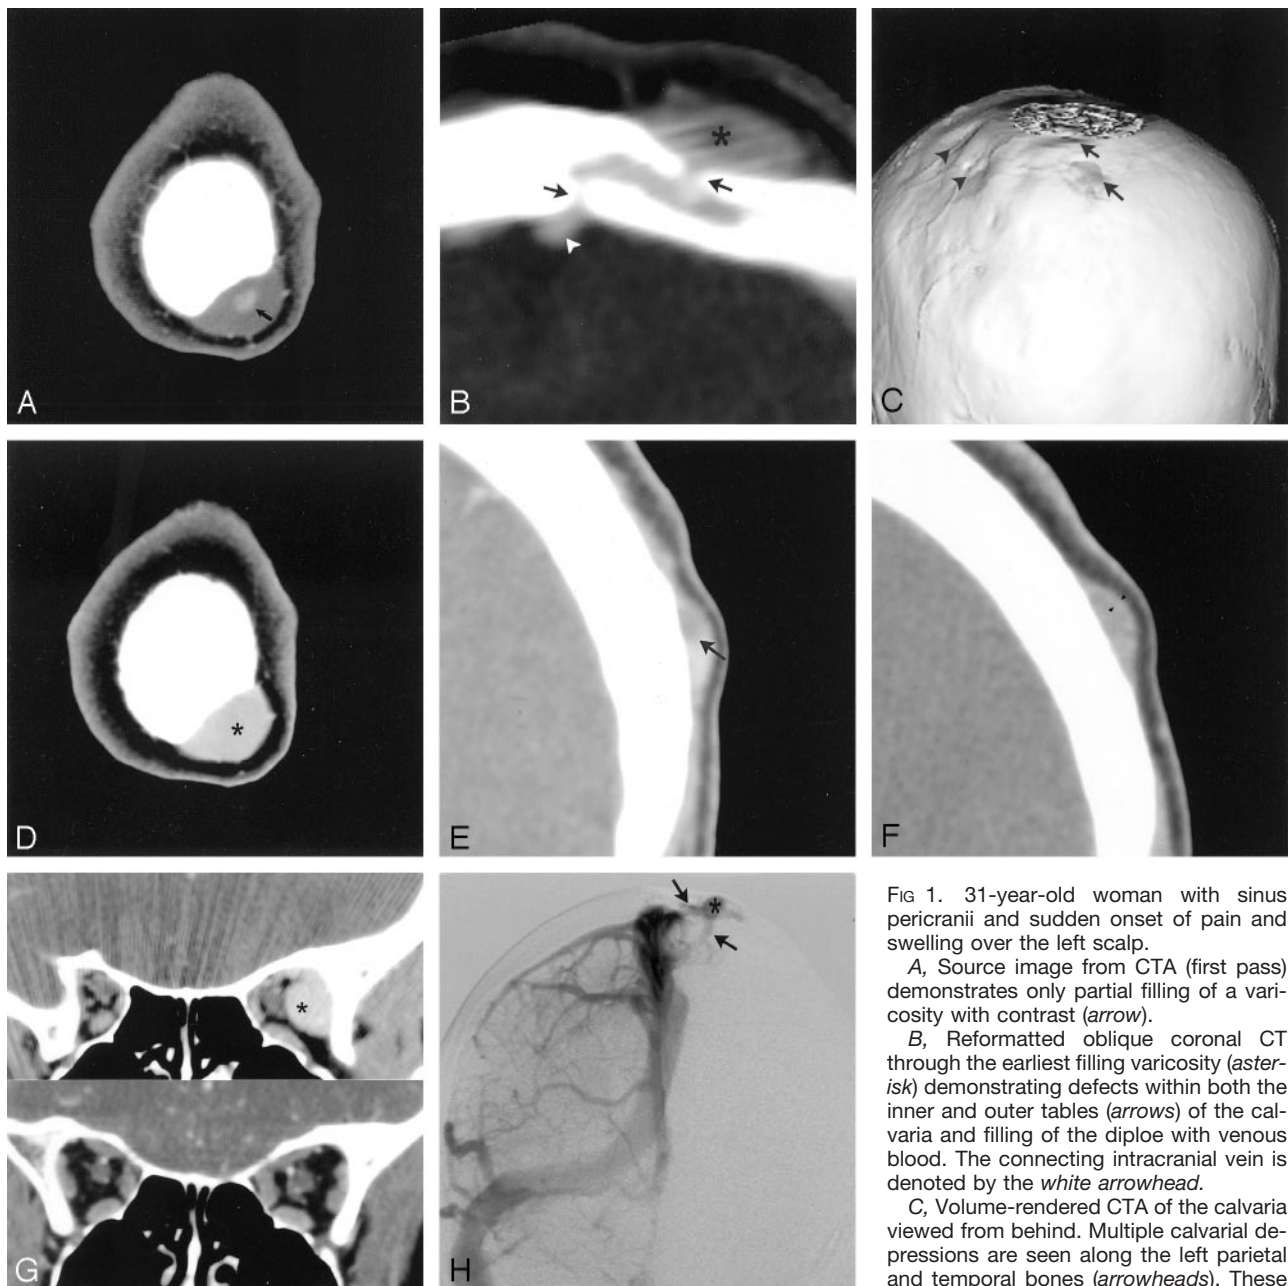 A
B
*
C
D
*
E
F
G
*
H
*
FIG 1. 31-year-old woman with sinus
pericranii and sudden onset of pain and
swelling over the left scalp.
A, Source image from CTA (first pass)
demonstrates only partial filling of a vari-
cosity with contrast (arrow).
B, Reformatted oblique coronal CT
through the earliest filling varicosity (aster-
isk) demonstrating defects within both the
inner and outer tables (arrows) of the cal-
varia and filling of the diploe with venous
blood. The connecting intracranial vein is
denoted by the white arrowhead.
C, Volume-rendered CTA of the calvaria
viewed from behind. Multiple calvarial de-
pressions are seen along the left parietal
and temporal bones (arrowheads). These